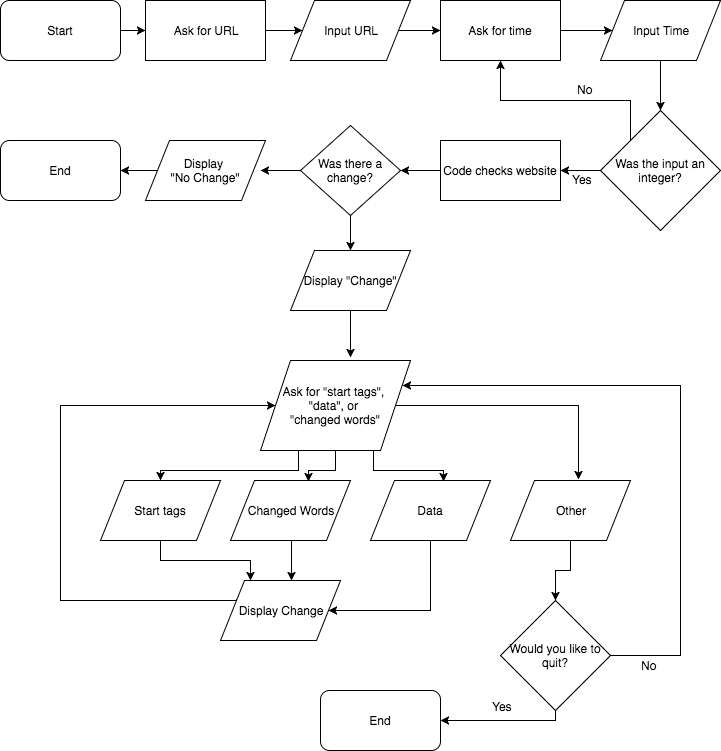 Start
Ask for URL
Input URL
Ask for time
Input Time
No
End
Display
"No Change"
Was there a
change?
Code checks website
Yes
Was the input an
integer?
Display "Change"
Ask for "start tags",
"data", or
"changed words"
Start tags
Changed Words
Data
Other
Display Change
Would you like to
quit?
No
Yes
End